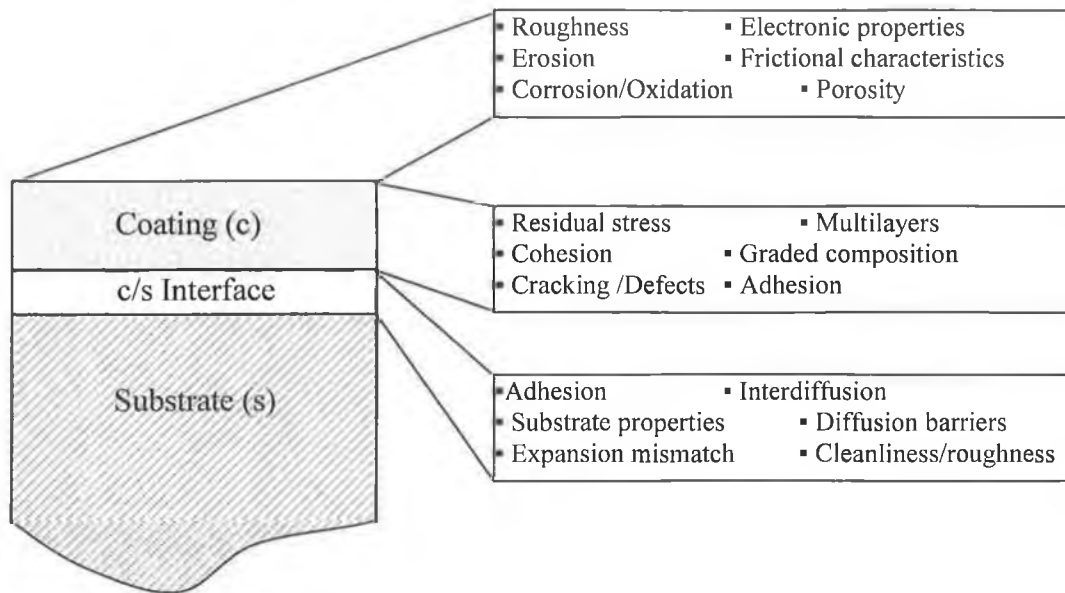 ▪ Roughness ▪ Electronic properties
▪ Erosion ▪ Frictional characteristics
▪ Corrosion/Oxidation ▪ Porosity
Coating (c)
c/s Interface
Substrate (s)
▪ Residual stress ▪ Multilayers
▪ Cohesion ▪ Graded composition
▪ Cracking /Defects ▪ Adhesion
▪ Adhesion ▪ Interdiffusion
▪ Substrate properties ▪ Diffusion barriers
▪ Expansion mismatch ▪ Cleanliness/roughness